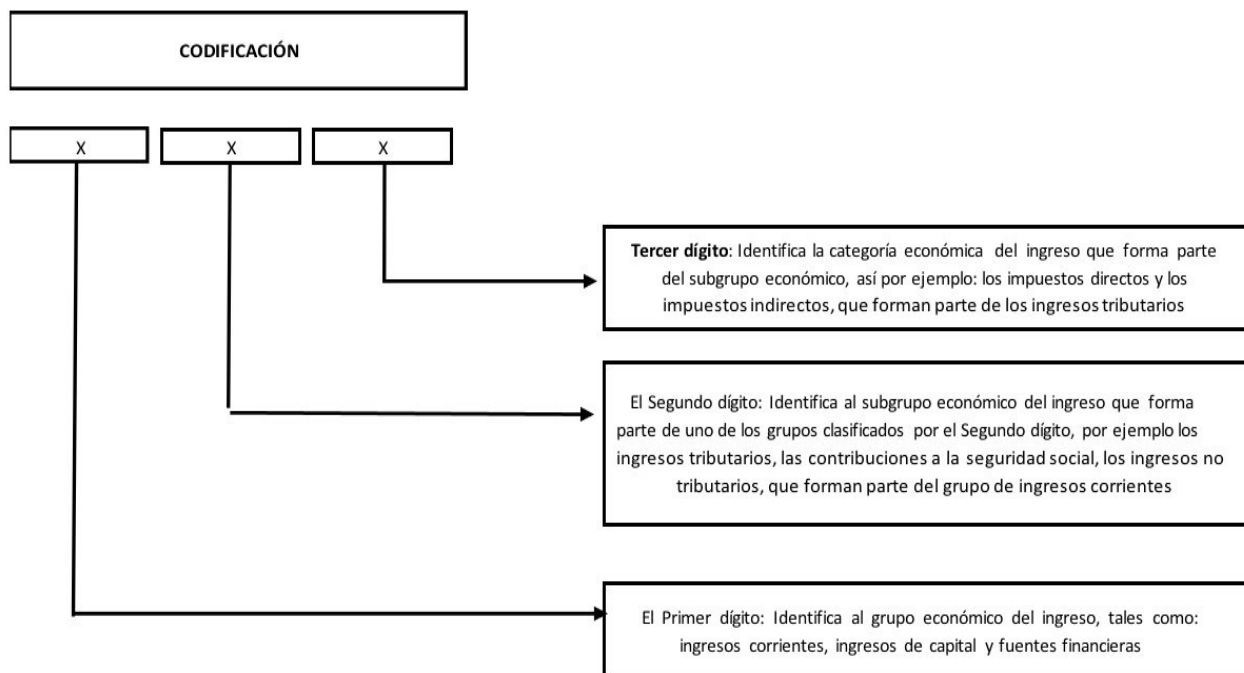 CODIFICACIÓN
X X X
Tercer dígito: Identifica la categoría económica del ingreso que forma parte
del subgrupo económico, así por ejemplo: los impuestos directos y los
impuestos indirectos, que forman parte de los ingresos tributarios
El Segundo dígito: Identifica al subgrupo económico del ingreso que forma
parte de uno de los grupos clasificados por el Segundo dígito, por ejemplo los
ingresos tributarios, las contribuciones a la seguridad social, los ingresos no
tributarios, que forman parte del grupo de ingresos corrientes
El Primer dígito: Identifica al grupo económico del ingreso, tales como:
ingresos corrientes, ingresos de capital y fuentes financieras